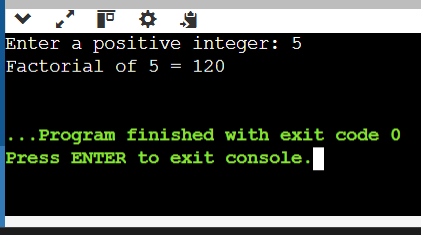 Enter a positive integer: 5
Factorial of 5 = 120
...Program finished with exit code 0
Press ENTER to exit console.